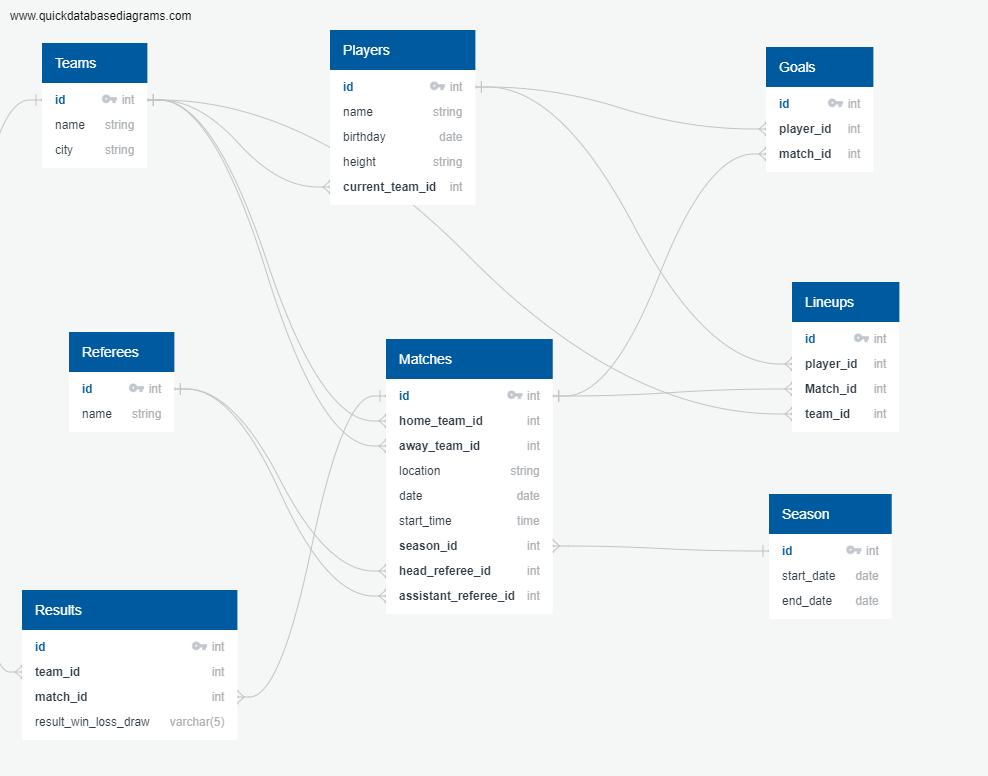 www.quickdatabasediagrams.com
Teams
id int
name string
city string
Players
id int
name string
birthday date
height string
current_team_id int
Goals
id int
player_id int
match_id int
Referees
id int
name string
Matches
id int
home_team_id int
away_team_id int
location string
date date
start_time time
season_id int
head_referee_id int
assistant_referee_id int
Lineups
id int
player_id int
Match_id int
team_id int
Season
id int
start_date date
end_date date
Results
id int
team_id int
match_id int
result_win_loss_draw varchar(5)